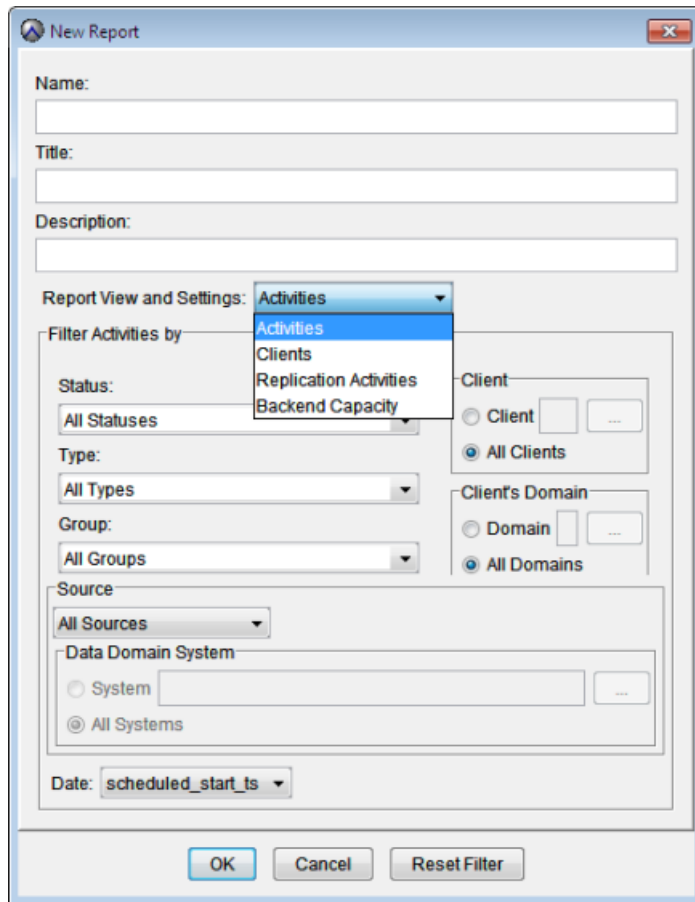 New Report
Name:
Title:
Description:
Report View and Settings: Activities
Activities
Clients
Replication Activities
Backend Capacity
Filter Activities by
Status:
All Statuses
Type:
All Types
Group:
All Groups
Client
Client ...
All Clients
Client's Domain
Domain ...
All Domains
Source
All Sources
Data Domain System
System ...
All Systems
Date: scheduled_start_ts
OK Cancel Reset Filter